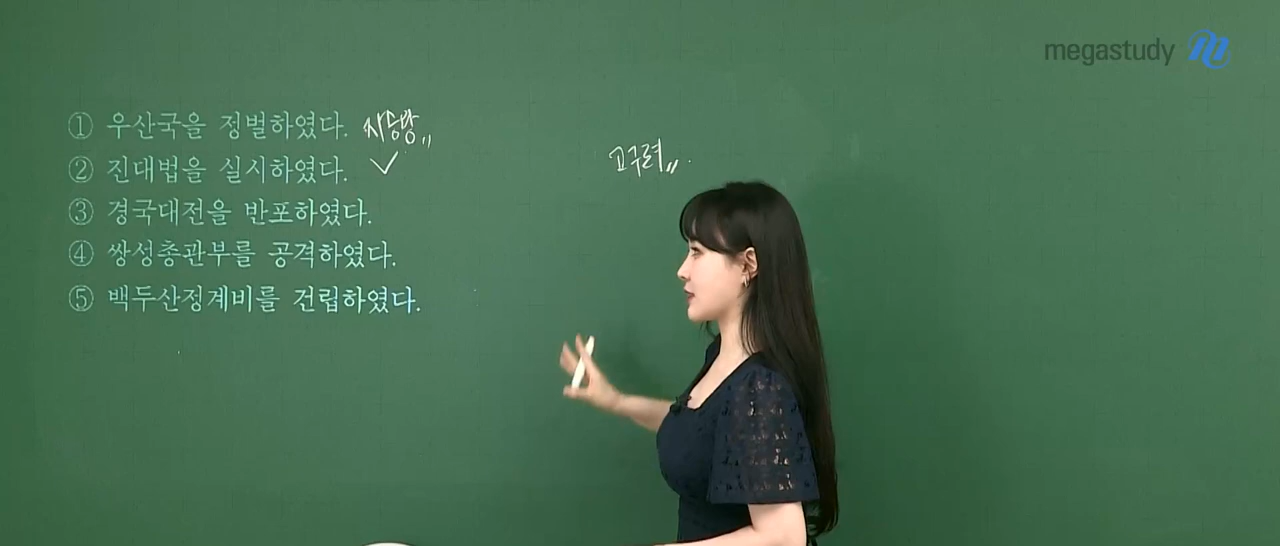 megastudy
① 우산국을 정벌하였다. 지증왕
② 진대법을 실시하였다. ✓
고구려
③ 경국대전을 반포하였다.
④ 쌍성총관부를 공격하였다.
⑤ 백두산정계비를 건립하였다.